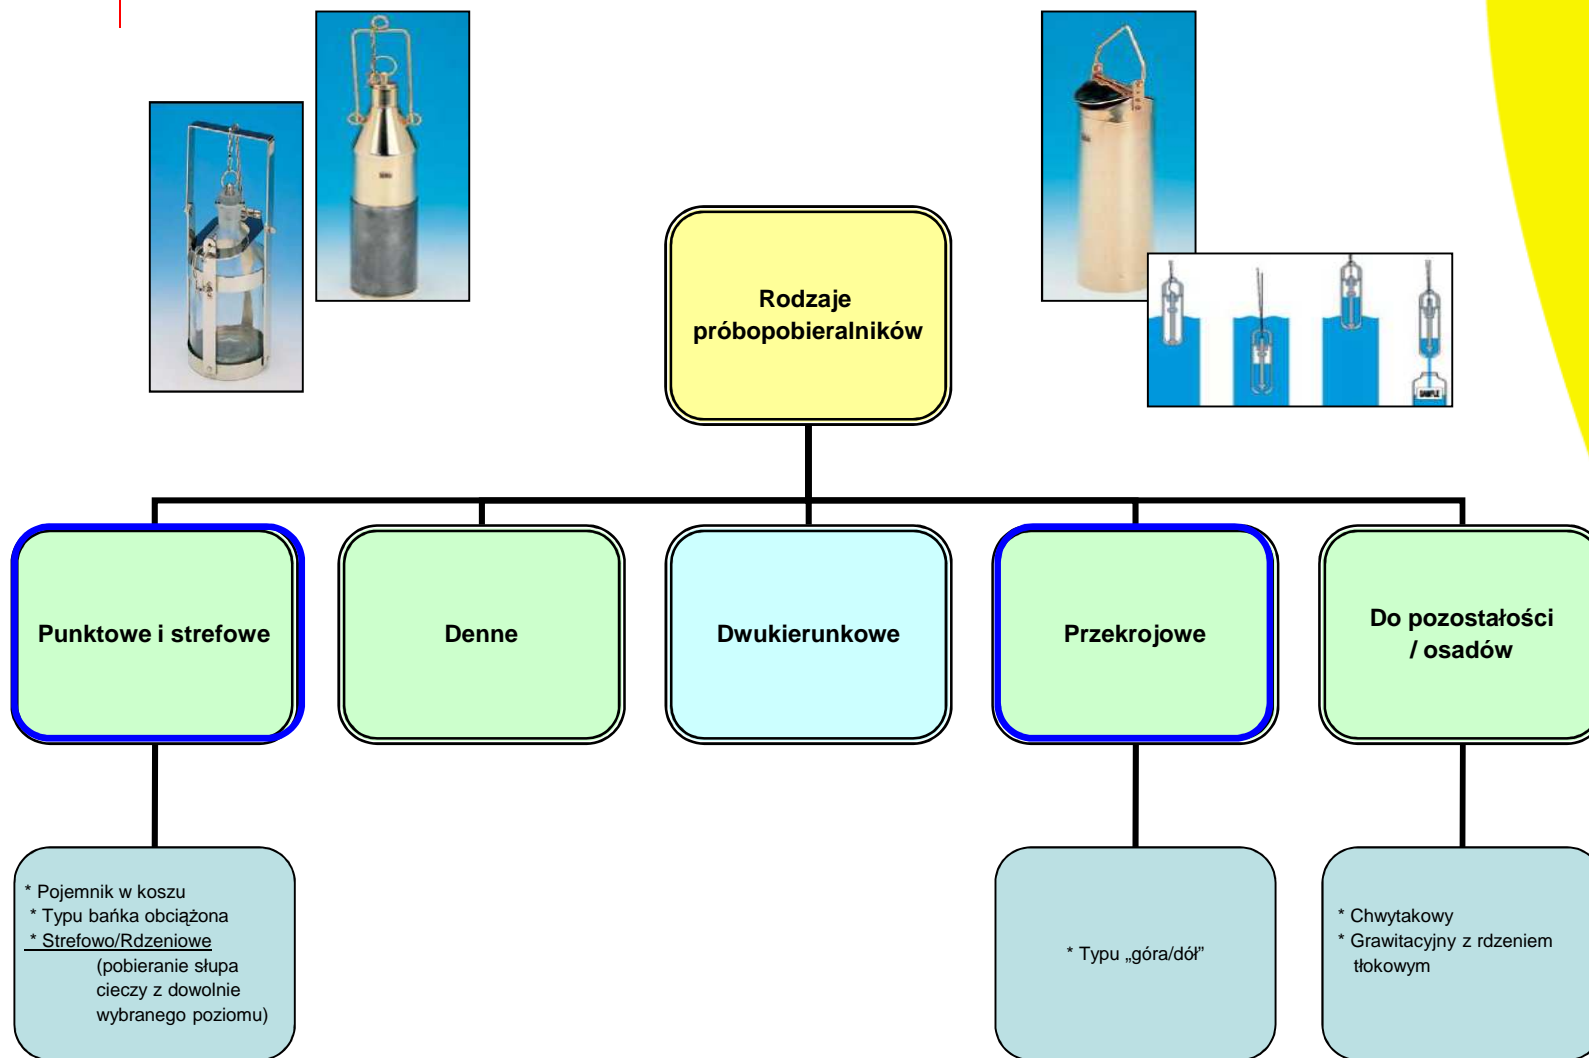 SAMPLE
Rodzaje
próbopobieralników
Punktowe i strefowe
Denne
Dwukierunkowe
Przekrojowe
Do pozostałości
/ osadów
* Pojemnik w koszu
* Typu bańka obciążona
* Strefowo/Rdzeniowe
(pobieranie słupa
cieczy z dowolnie
wybranego poziomu)
* Typu „góra/dół”
* Chwytakowy
* Grawitacyjny z rdzeniem
tłokowym